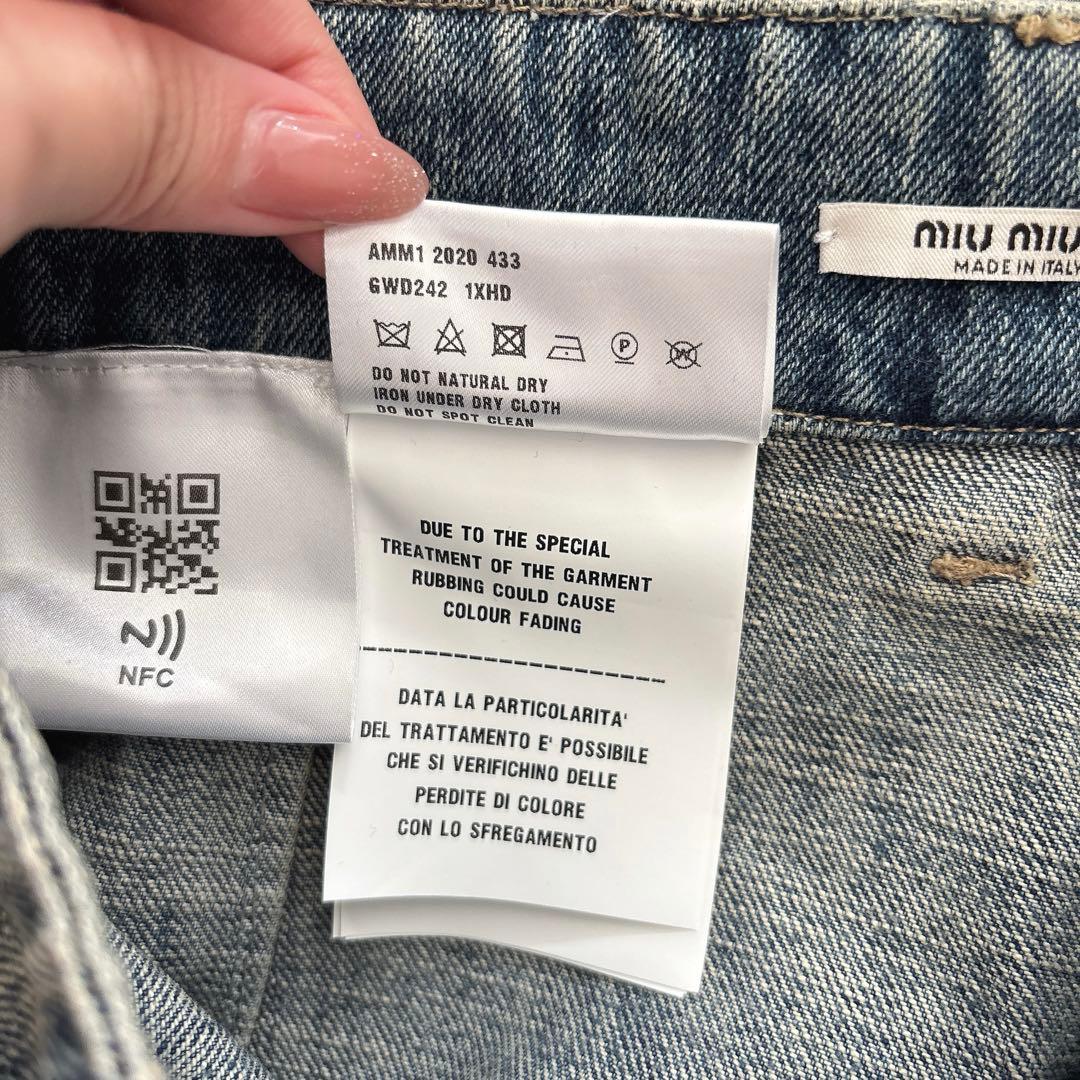 AMM1 2020 433
GWD242 1XHD
P
W
DO NOT NATURAL DRY
IRON UNDER DRY CLOTH
DO NOT SPOT CLEAN
MIU MIU
MADE IN ITALY
NFC
DUE TO THE SPECIAL
TREATMENT OF THE GARMENT
RUBBING COULD CAUSE
COLOUR FADING
DATA LA PARTICOLARITA'
DEL TRATTAMENTO E' POSSIBILE
CHE SI VERIFICHINO DELLE
PERDITE DI COLORE
CON LO SFREGAMENTO